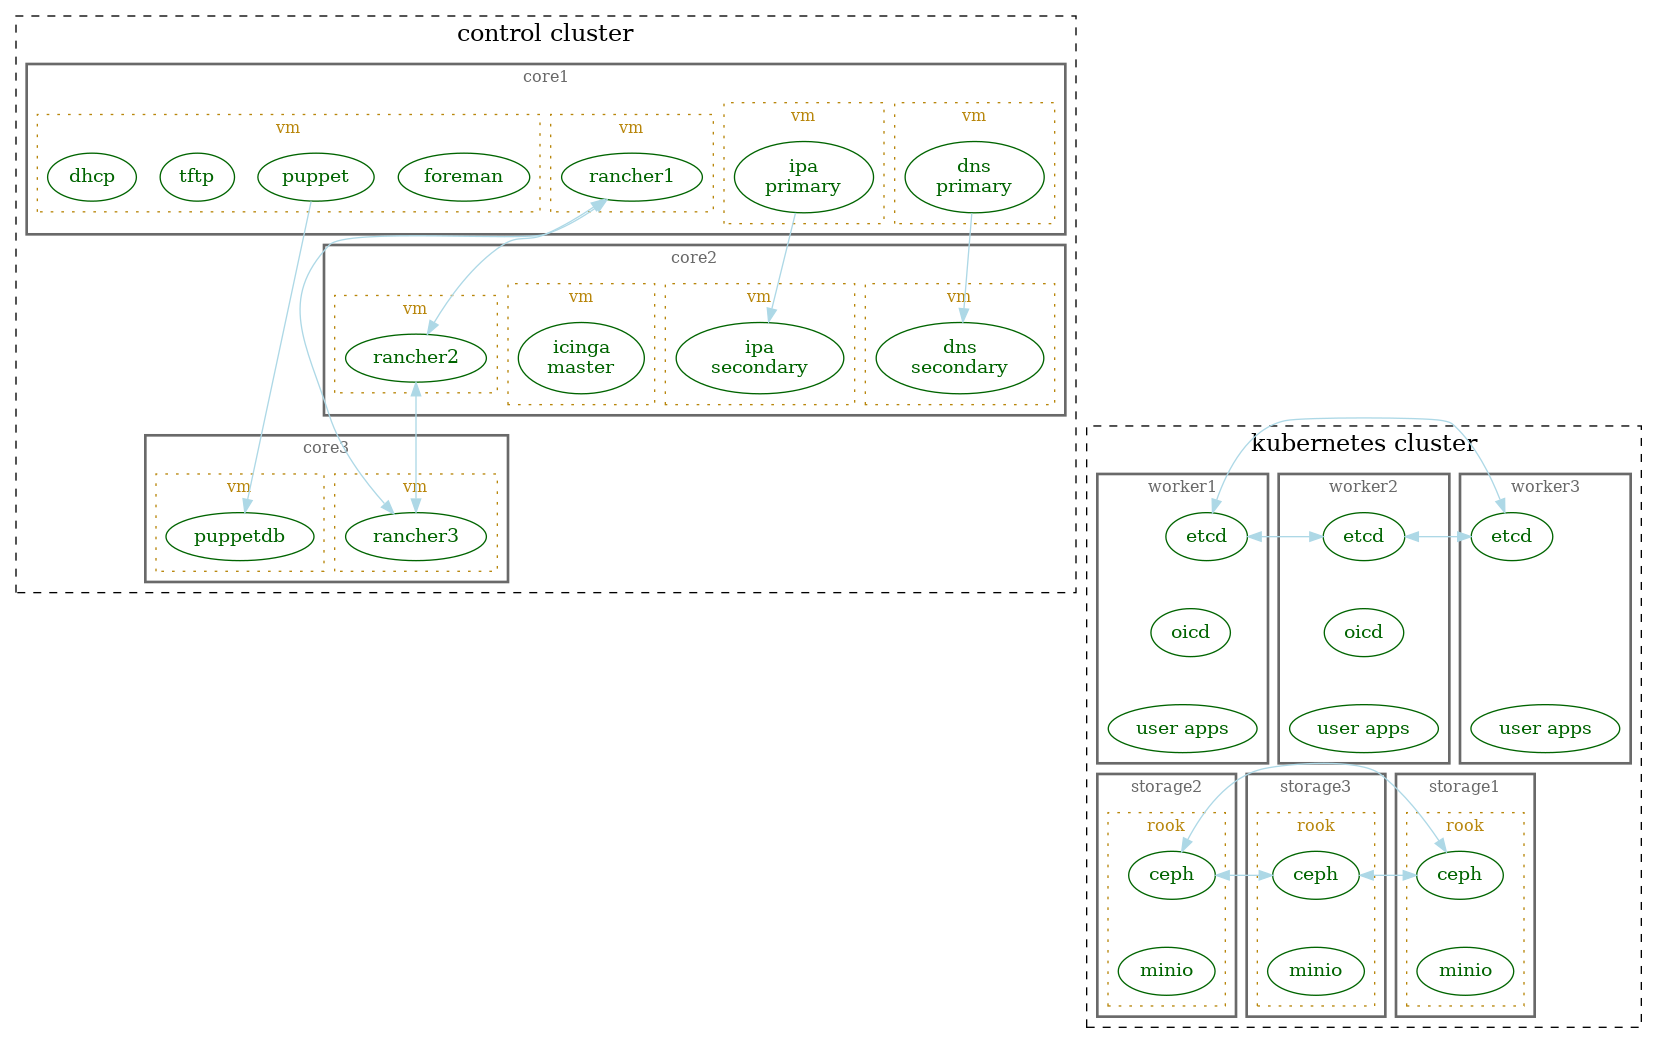 control cluster
core1
vm
dhcp
tftp
puppet
foreman
vm
rancher1
vm
ipa
primary
vm
dns
primary
core2
vm
rancher2
vm
icinga
master
vm
ipa
secondary
vm
dns
secondary
core3
vm
puppetdb
vm
rancher3
kubernetes cluster
worker1
etcd
oicd
user apps
worker2
etcd
oicd
user apps
worker3
etcd
user apps
storage2
rook
ceph
minio
storage3
rook
ceph
minio
storage1
rook
ceph
minio